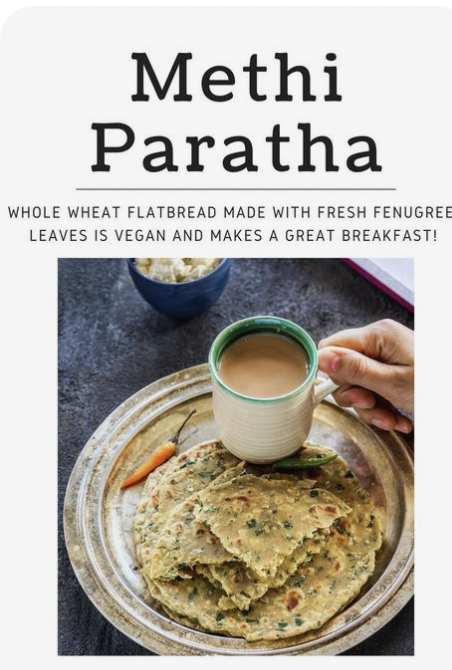 Methi
Paratha
WHOLE WHEAT FLATBREAD MADE WITH FRESH FENUGREE
LEAVES IS VEGAN AND MAKES A GREAT BREAKFAST!